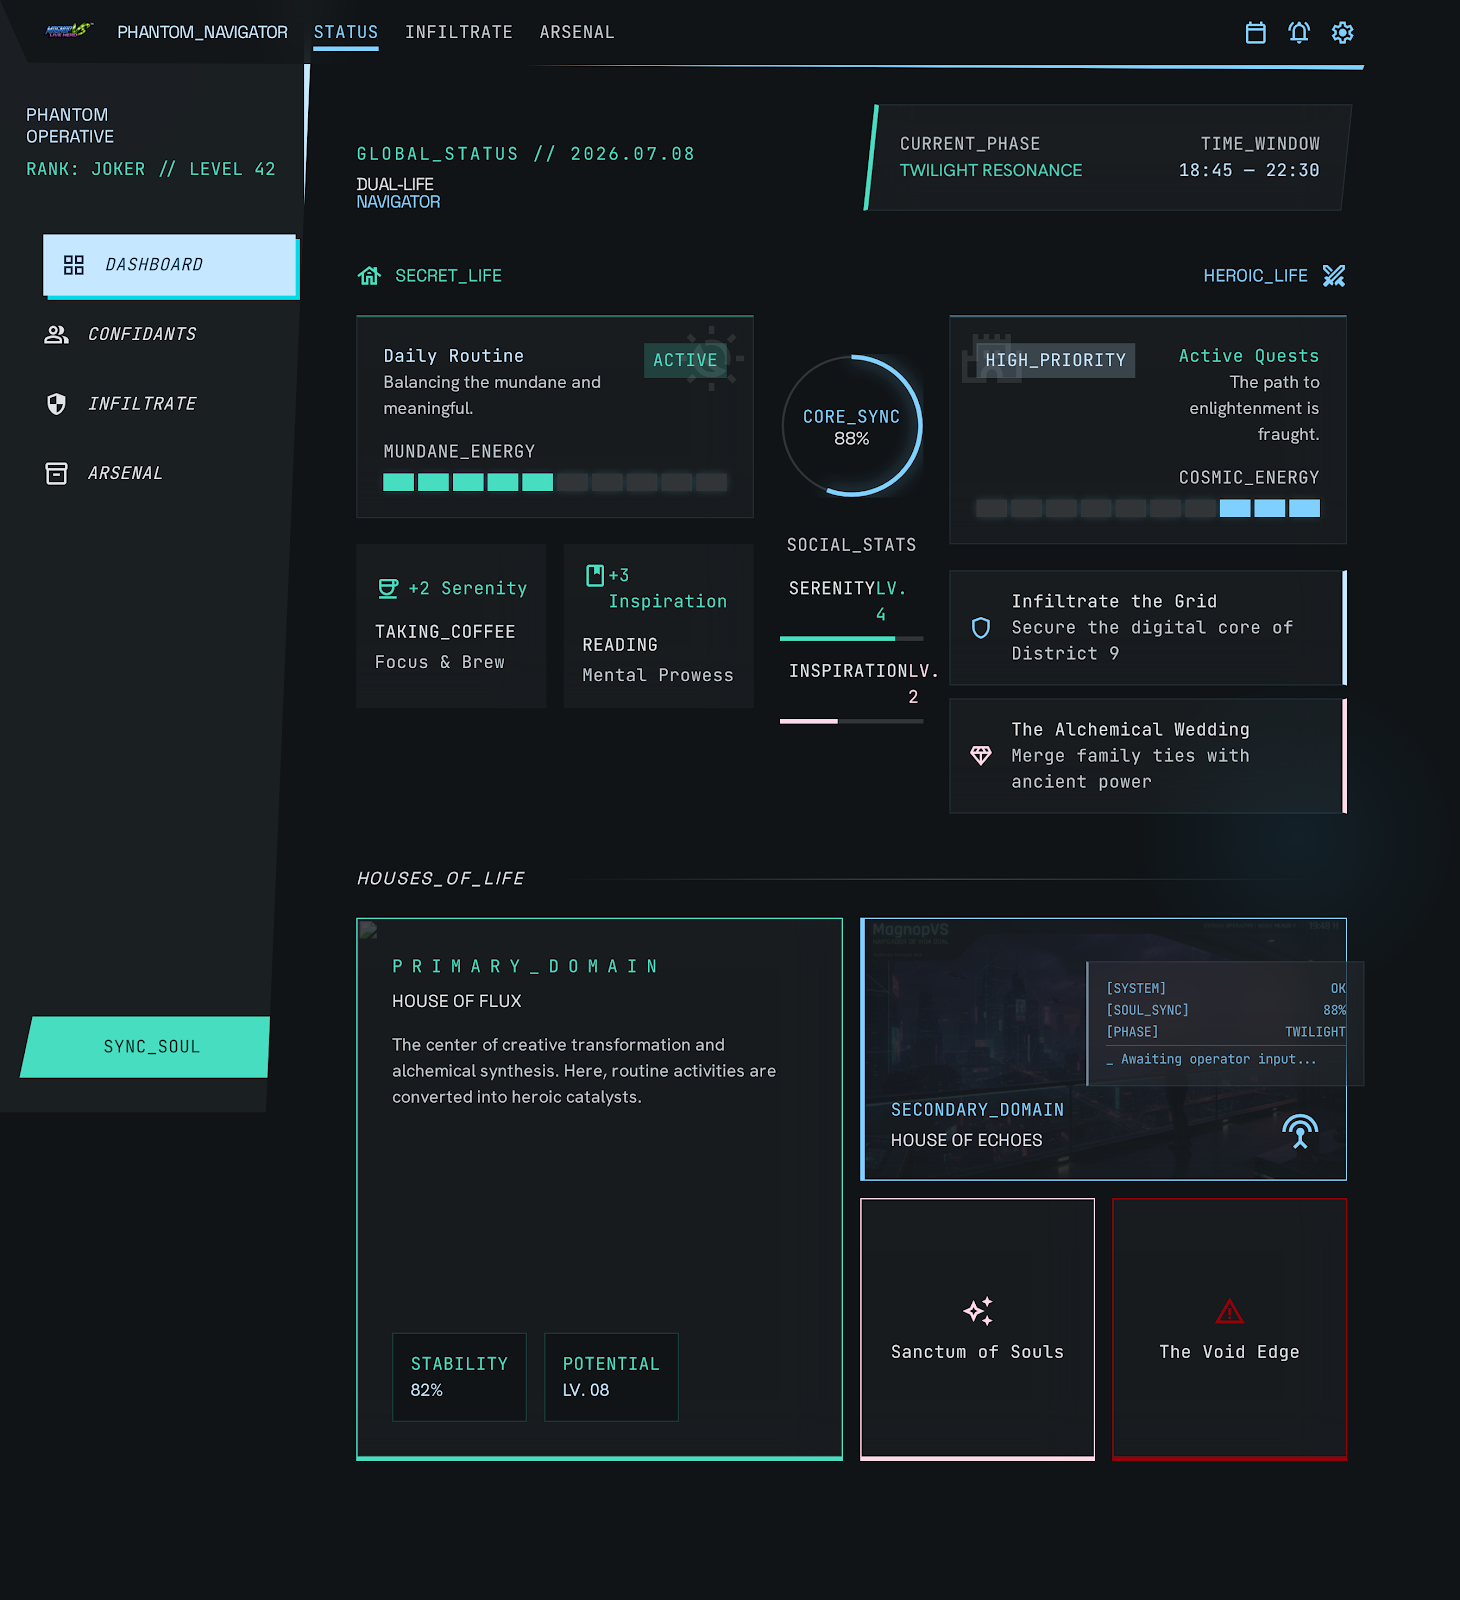 PHANTOM_NAVIGATOR
STATUS
INFILTRATE
ARSENAL
PHANTOM
OPERATIVE
RANK: JOKER // LEVEL 42
DASHBOARD
CONFIDANTS
INFILTRATE
ARSENAL
SYNC_SOUL
GLOBAL_STATUS // 2026.07.08
DUAL-LIFE
NAVIGATOR
CURRENT_PHASE
TWILIGHT RESONANCE
TIME_WINDOW
18:45 — 22:30
SECRET_LIFE
HEROIC_LIFE
Daily Routine
Balancing the mundane and
meaningful.
ACTIVE
MUNDANE_ENERGY
+2 Serenity
TAKING_COFFEE
Focus & Brew
+3
Inspiration
READING
Mental Prowess
CORE_SYNC
88%
SOCIAL_STATS
SERENITYLV.
4
INSPIRATIONLV.
2
HIGH_PRIORITY
Active Quests
The path to
enlightenment is
fraught.
COSMIC_ENERGY
Infiltrate the Grid
Secure the digital core of
District 9
The Alchemical Wedding
Merge family ties with
ancient power
HOUSES_OF_LIFE
PRIMARY_DOMAIN
HOUSE OF FLUX
The center of creative transformation and
alchemical synthesis. Here, routine activities are
converted into heroic catalysts.
STABILITY
82%
POTENTIAL
LV. 08
MagnopVS
[SYSTEM] OK
[SOUL_SYNC] 88%
[PHASE] TWILIGHT
_ Awaiting operator input...
SECONDARY_DOMAIN
HOUSE OF ECHOES
Sanctum of Souls
The Void Edge